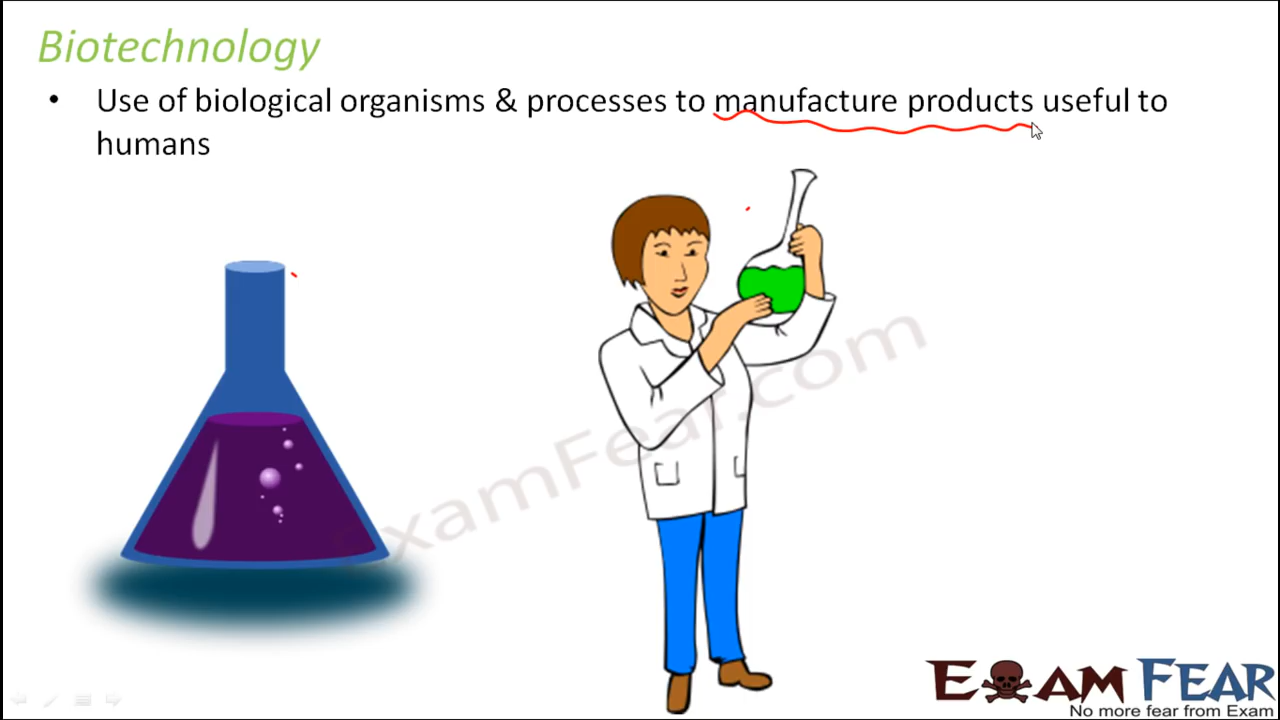 Biotechnology
• Use of biological organisms & processes to manufacture products useful to
humans
ExamFear.com
EXAM FEAR
No more fear from Exam